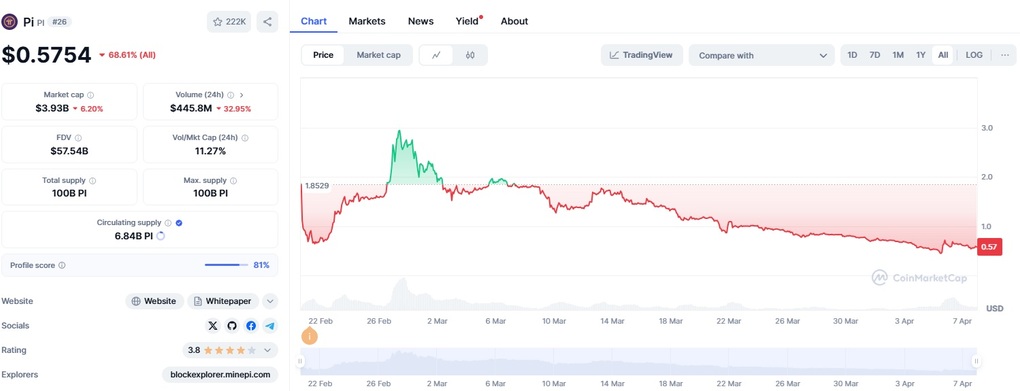 Pi PI #26 222K
$0.5754 68.61% (All)
Market cap
$3.93B 6.20%
Volume (24h)
$445.8M 32.95%
FDV
$57.54B
Vol/Mkt Cap (24h)
11.27%
Total supply
100B PI
Max. supply
100B PI
Circulating supply
6.84B PI
Profile score 81%
Website Website Whitepaper
Socials
Rating 3.8
Explorers blockexplorer.minepi.com
Chart Markets News Yield About
Price Market cap TradingView Compare with 1D 7D 1M 1Y All LOG ...
3.0
2.0
1.8529
1.0
0.57
CoinMarketCap
USD
22 Feb 26 Feb 2 Mar 6 Mar 10 Mar 14 Mar 18 Mar 22 Mar 26 Mar 30 Mar 3 Apr 7 Apr
22 Feb 26 Feb 2 Mar 6 Mar 10 Mar 14 Mar 18 Mar 22 Mar 26 Mar 30 Mar 3 Apr 7 Apr